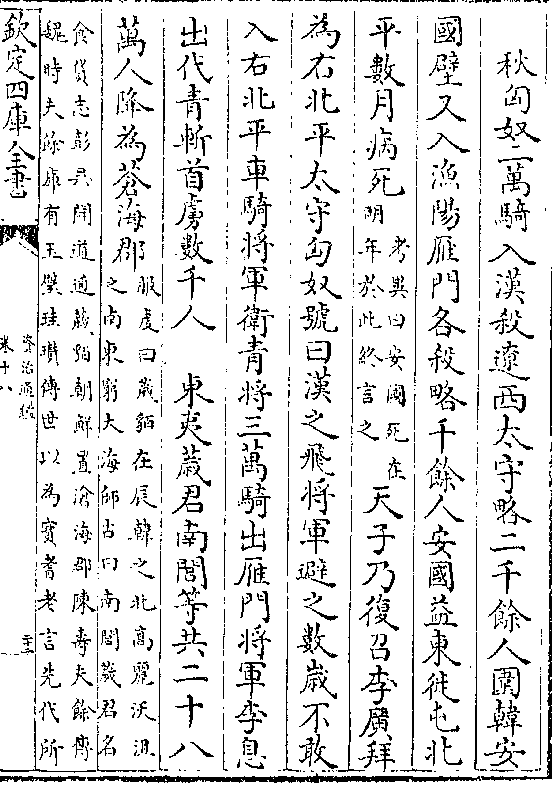 秋匈奴二萬騎入漢殺遼西太守略二千餘人圍韓安
國壁又入漁陽雁門各殺略千餘人安國益東徙屯北
平數月病死考異曰安國死在明年於此終言之天子乃復召李廣拜
為右北平太守匈奴號曰漢之飛將軍避之數歲不敢
入右北平車騎將軍衛青將三萬騎出雁門將軍李息
出代青斬首虜數千人 東夷薉君南閭等共二十八
萬人降為蒼海郡服虔曰薉貊在辰韓之北高麗沃沮之南東窮大海師古曰南閭薉君名
食貨志彭吳開道通薉貊朝鮮置滄海郡陳壽夫餘傳
魏時夫餘庫有玉璧珪瓚傳世以為寶耆老言先代所
欽定四庫全書
資治通鑑
卷十八